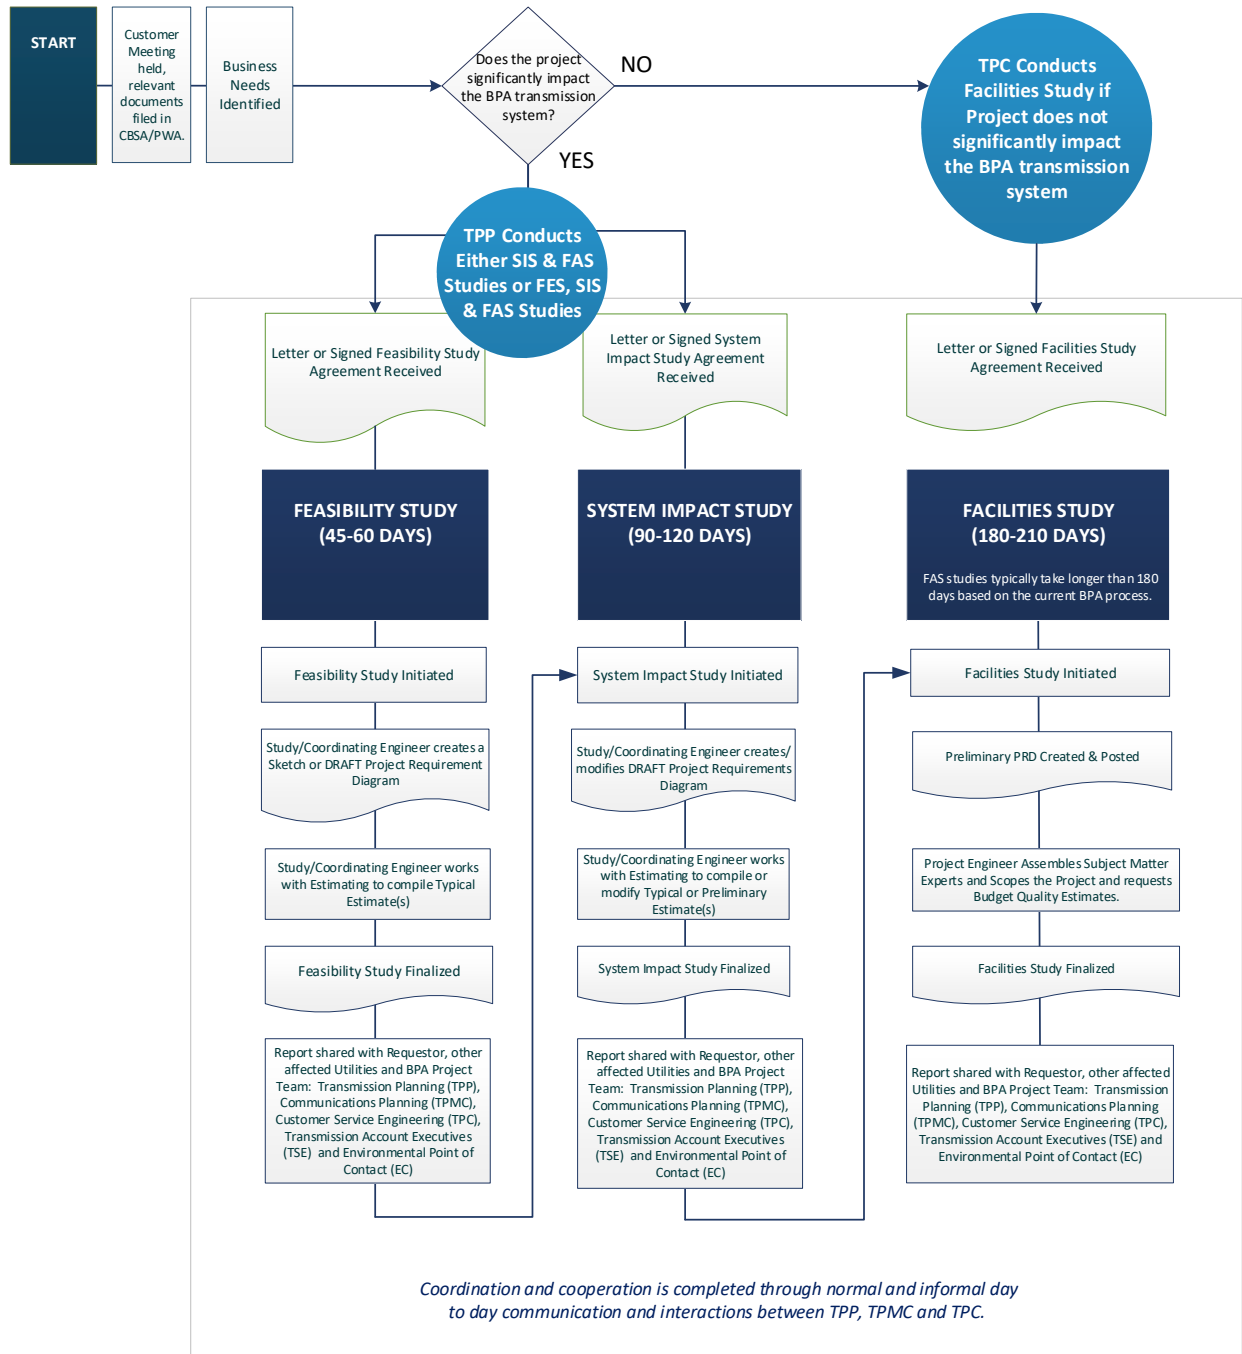 START
Customer
Meeting
held,
relevant
documents
filed in
CBSA/PWA.
Business
Needs
Identified
Does the project
significantly impact
the BPA transmission
system?
NO
YES
TPC Conducts
Facilities Study if
Project does not
significantly impact
the BPA transmission
system
TPP Conducts
Either SIS & FAS
Studies or FES, SIS
& FAS Studies
Letter or Signed Feasibility Study
Agreement Received
Letter or Signed System
Impact Study Agreement
Received
Letter or Signed Facilities Study
Agreement Received
FEASIBILITY STUDY
(45-60 DAYS)
SYSTEM IMPACT STUDY
(90-120 DAYS)
FACILITIES STUDY
(180-210 DAYS)
FAS studies typically take longer than 180
days based on the current BPA process.
Feasibility Study Initiated
System Impact Study Initiated
Facilities Study Initiated
Study/Coordinating Engineer creates a
Sketch or DRAFT Project Requirement
Diagram
Study/Coordinating Engineer creates/
modifies DRAFT Project Requirements
Diagram
Preliminary PRD Created & Posted
Study/Coordinating Engineer works
with Estimating to compile Typical
Estimate(s)
Study/Coordinating Engineer works
with Estimating to compile or
modify Typical or Preliminary
Estimate(s)
Project Engineer Assembles Subject Matter
Experts and Scopes the Project and requests
Budget Quality Estimates.
Feasibility Study Finalized
System Impact Study Finalized
Facilities Study Finalized
Report shared with Requestor, other
affected Utilities and BPA Project
Team: Transmission Planning (TPP),
Communications Planning (TPMC),
Customer Service Engineering (TPC),
Transmission Account Executives
(TSE) and Environmental Point of
Contact (EC)
Report shared with Requestor, other
affected Utilities and BPA Project
Team: Transmission Planning (TPP),
Communications Planning (TPMC),
Customer Service Engineering (TPC),
Transmission Account Executives
(TSE) and Environmental Point of
Contact (EC)
Report shared with Requestor, other affected
Utilities and BPA Project Team: Transmission
Planning (TPP), Communications Planning
(TPMC), Customer Service Engineering (TPC),
Transmission Account Executives (TSE) and
Environmental Point of Contact (EC)
Coordination and cooperation is completed through normal and informal day
to day communication and interactions between TPP, TPMC and TPC.